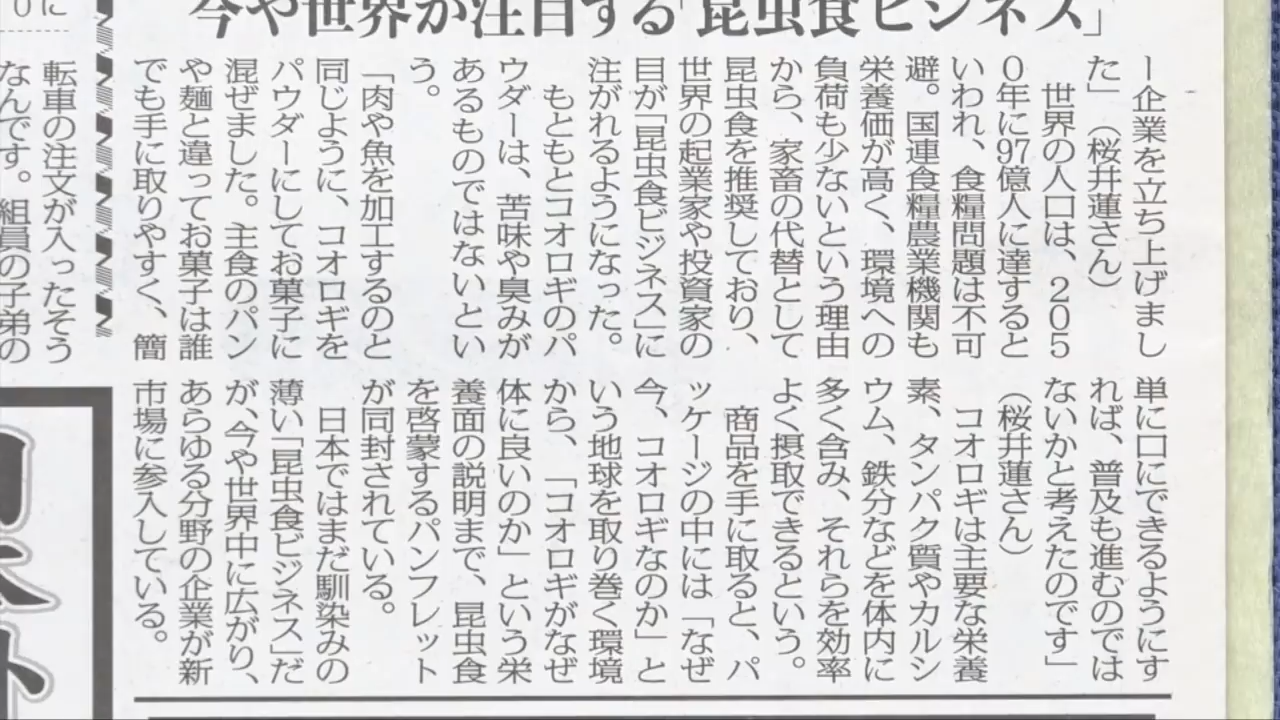 今や世界が注目する「昆虫食ビジネス」
ー企業を立ち上げまし
た」（桜井蓮さん）
世界の人口は、205
0年に97億人に達すると
いわれ、食糧問題は不可
避。国連食糧農業機関も
栄養価が高く、環境への
負荷も少ないという理由
から、家畜の代替として
昆虫食を推奨しており、
世界の起業家や投資家の
目が「昆虫食ビジネス」に
注がれるようになった。
もともとコオロギのパ
ウダーは、苦味や臭みが
あるものではないとい
う。
「肉や魚を加工するのと
同じように、コオロギを
パウダーにしてお菓子に
混ぜました。主食のパン
や麺と違ってお菓子は誰
でも手に取りやすく、簡
単に口にできるようにす
れば、普及も進むのでは
ないかと考えたのです」
（桜井蓮さん）
コオロギは主要な栄養
素、タンパク質やカルシ
ウム、鉄分などを体内に
多く含み、それらを効率
よく摂取できるという。
商品を手に取ると、パ
ッケージの中には「なぜ
今、コオロギなのか」と
いう地球を取り巻く環境
から、「コオロギがなぜ
体に良いのか」という栄
養面の説明まで、昆虫食
を啓蒙するパンフレット
が同封されている。
日本ではまだ馴染みの
薄い「昆虫食ビジネス」だ
が、今や世界中に広がり、
あらゆる分野の企業が新
市場に参入している。
転車の注文が入ったそう
なんです。組員の子弟の